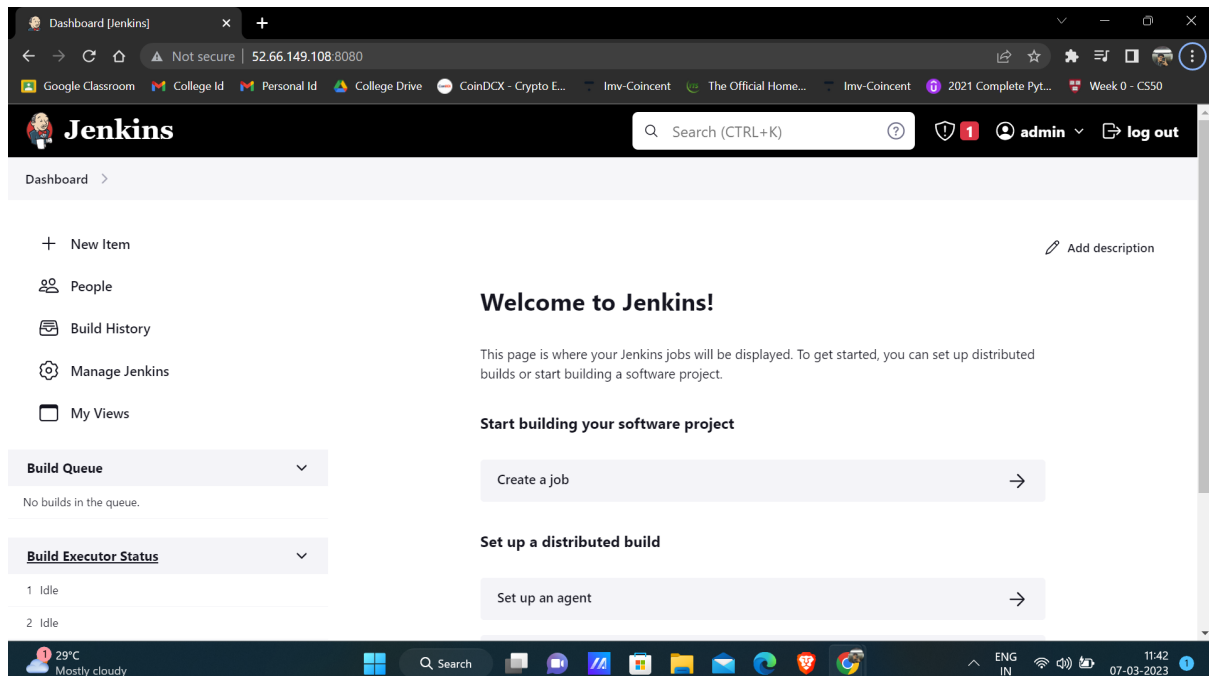 Dashboard [Jenkins]
Not secure | 52.66.149.108:8080
Google Classroom College Id Personal Id College Drive CoinDCX - Crypto E... Imv-Coincent The Official Home... Imv-Coincent 2021 Complete Pyt... Week 0 - CS50
Jenkins Search (CTRL+K) 1 admin log out
Dashboard
New Item
Add description
People
Welcome to Jenkins!
Build History
This page is where your Jenkins jobs will be displayed. To get started, you can set up distributed
builds or start building a software project.
Manage Jenkins
My Views
Start building your software project
Build Queue
Create a job
No builds in the queue.
Set up a distributed build
Build Executor Status
1 Idle
Set up an agent
2 Idle
1 29°C
Mostly cloudy
Search
ENG
IN
11:42
07-03-2023
1